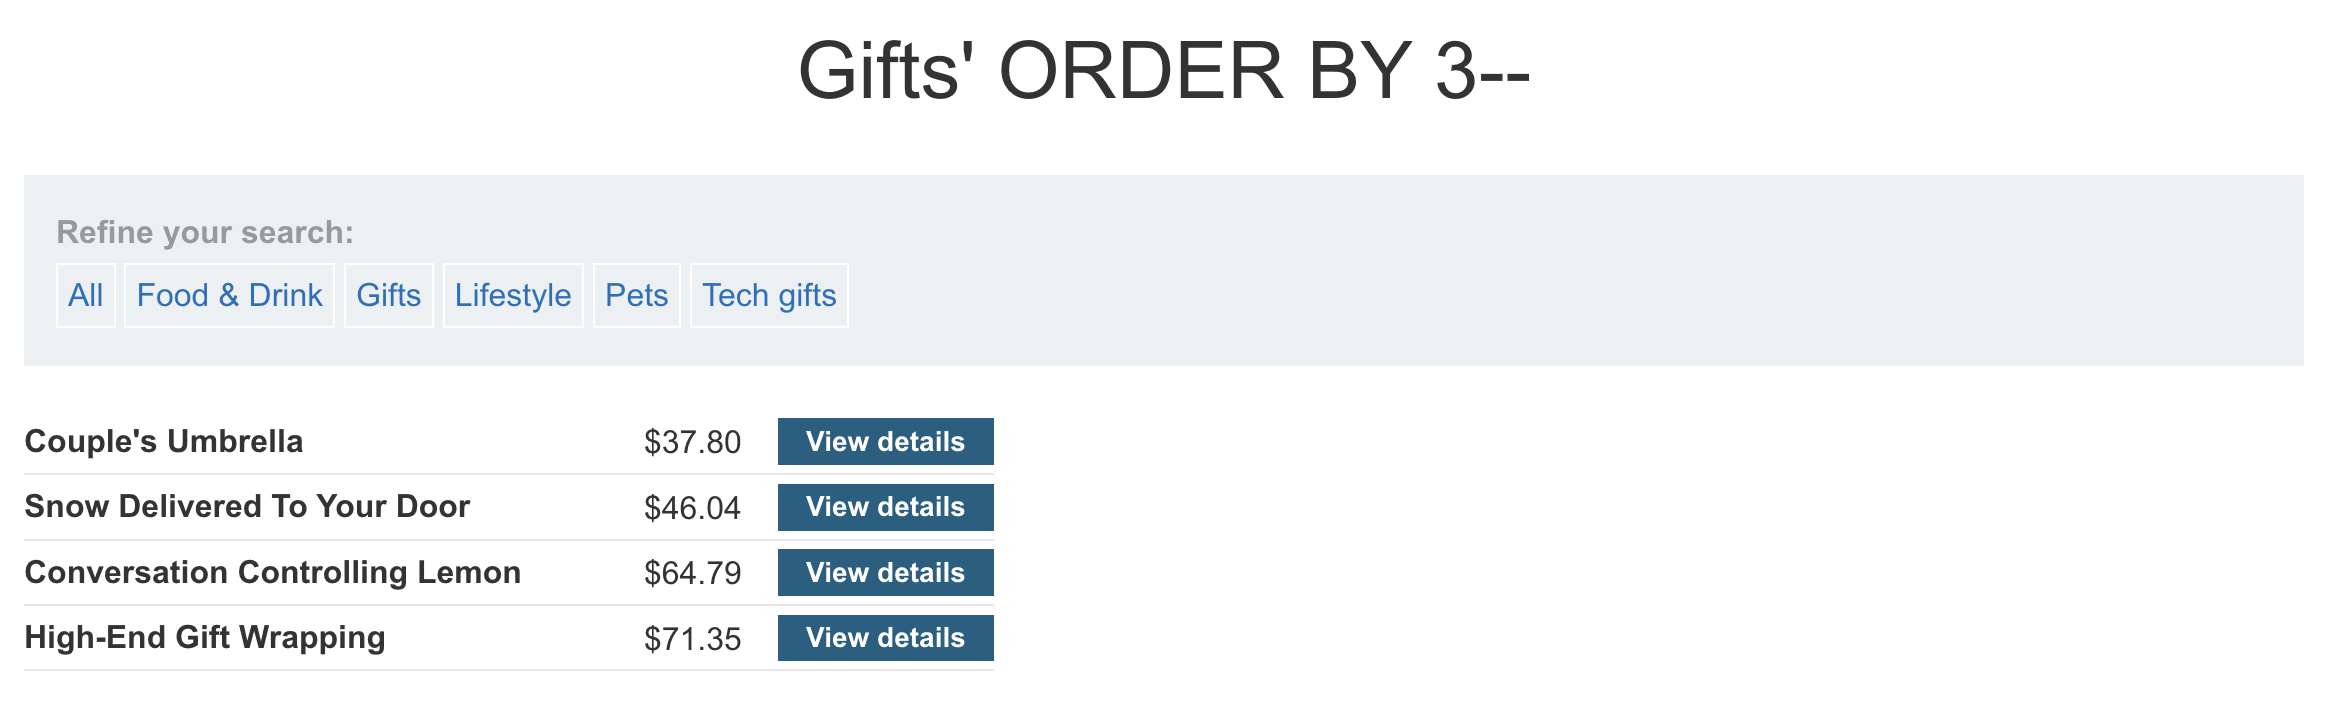 Gifts' ORDER BY 3--
Refine your search:
All Food & Drink Gifts Lifestyle Pets Tech gifts
Couple's Umbrella $37.80 View details
Snow Delivered To Your Door $46.04 View details
Conversation Controlling Lemon $64.79 View details
High-End Gift Wrapping $71.35 View details